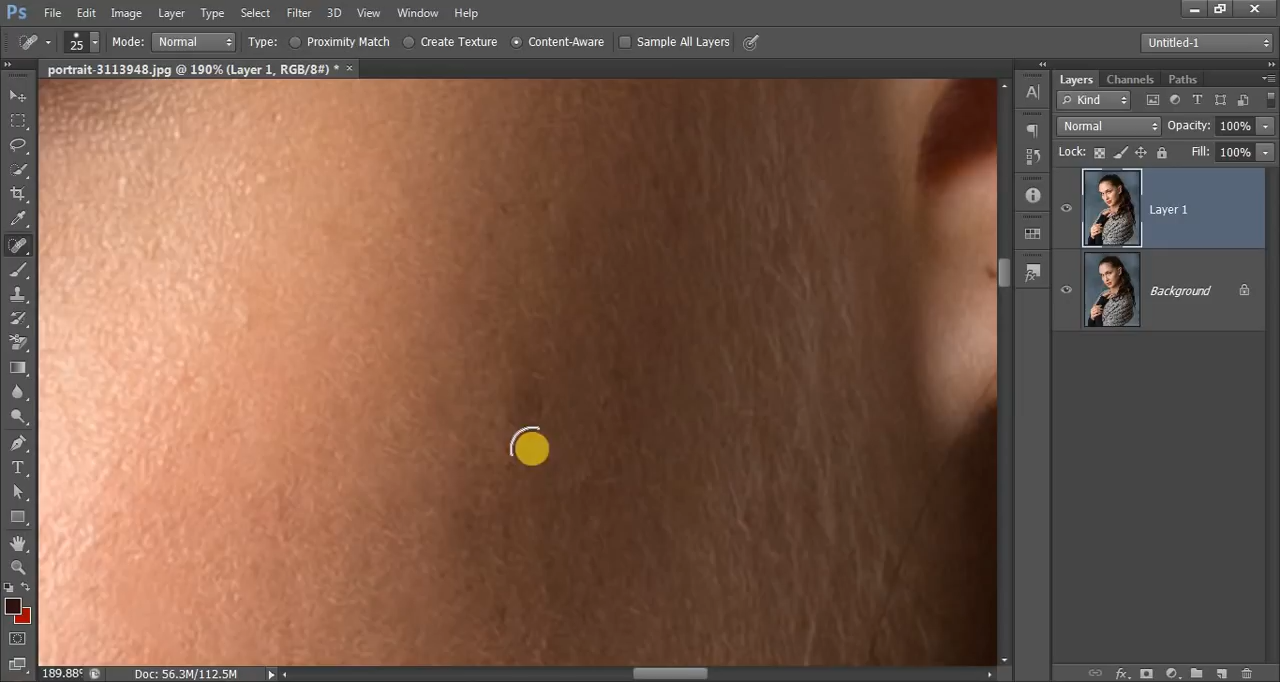 Ps File Edit Image Layer Type Select Filter 3D View Window Help
25 Mode: Normal Type: Proximity Match Create Texture Content-Aware Sample All Layers Untitled-1
portrait-3113948.jpg @ 190% (Layer 1, RGB/8#) * ×
Layers Channels Paths
Kind
Normal Opacity: 100%
Lock: Fill: 100%
Layer 1
Background
189.88% Doc: 56.3M/112.5M